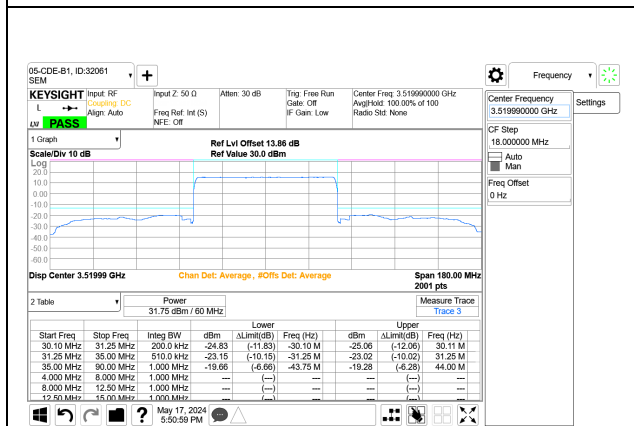 05-CDE-B1, ID:32061
SEM
Frequency
KEYSIGHT Input: RF Input Z: 50 Ω Atten: 30 dB Trig: Free Run Center Freq: 3.519990000 GHz
L Coupling: DC Gate: Off Avg|Hold: 100.00% of 100
Align: Auto Freq Ref: Int (S) IF Gain: Low Radio Std: None
LXI PASS NFE: Off
Center Frequency
3.519990000 GHz
Settings
CF Step
18.000000 MHz
Auto
Man
Freq Offset
0 Hz
1 Graph
Ref Lvl Offset 13.86 dB
Scale/Div 10 dB Ref Value 30.0 dBm
Log
20.0
10.0
0.00
-10.0
-20.0
-30.0
-40.0
-50.0
-60.0
Disp Center 3.51999 GHz Chan Det: Average, #Offs Det: Average Span 180.00 MHz
2001 pts
2 Table Power Measure Trace
31.75 dBm / 60 MHz Trace 3
Lower Upper
Start Freq Stop Freq Integ BW dBm ΔLimit(dB) Freq (Hz) dBm ΔLimit(dB) Freq (Hz)
30.10 MHz 31.25 MHz 200.0 kHz -24.83 (-11.83) -30.10 M -25.06 (-12.06) 30.11 M
31.25 MHz 35.00 MHz 510.0 kHz -23.15 (-10.15) -31.25 M -23.02 (-10.02) 31.25 M
35.00 MHz 90.00 MHz 1.000 MHz -19.66 (-6.66) -43.75 M -19.28 (-6.28) 44.00 M
4.000 MHz 8.000 MHz 1.000 MHz --- (---) --- --- (---) ---
8.000 MHz 12.50 MHz 1.000 MHz --- (---) --- --- (---) ---
12.50 MHz 15.00 MHz 1.000 MHz --- (---) --- --- (---) ---
? May 17, 2024
5:50:59 PM